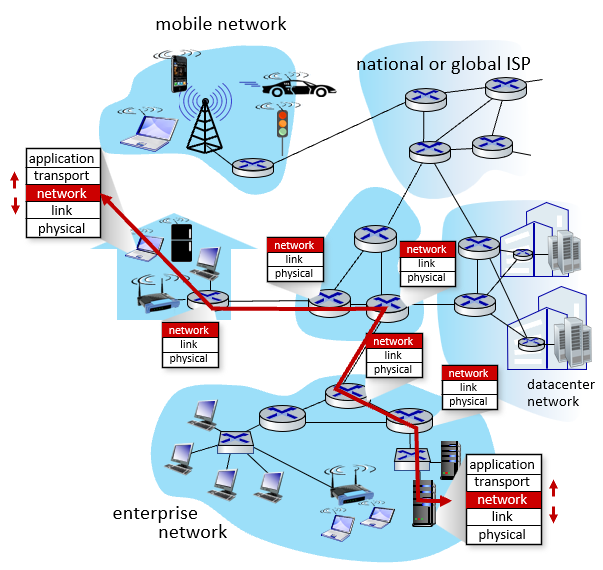 mobile network
national or global ISP
application
transport
network
link
physical
network
link
physical
network
link
physical
network
link
physical
network
link
physical
network
link
physical
datacenter
network
application
transport
network
link
physical
enterprise
network